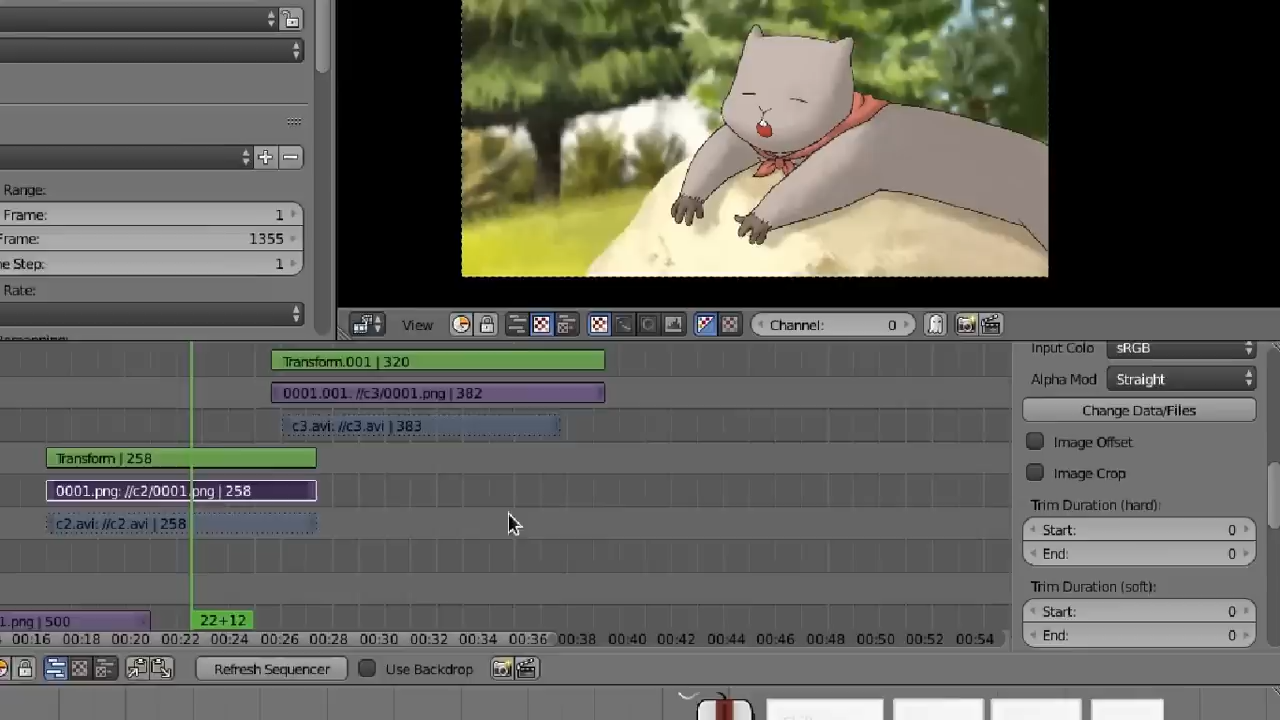 Range:
Frame: 1
Frame: 1355
e Step: 1
Rate:
View
Channel: 0
Transform.001 | 320
0001.001: //c3/0001.png | 382
c3.avi: //c3.avi | 383
Transform | 258
0001.png: //c2/0001.png | 258
c2.avi: //c2.avi | 258
1.png | 500
22+12
00:16 00:18 00:20 00:22 00:24 00:26 00:28 00:30 00:32 00:34 00:36 00:38 00:40 00:42 00:44 00:46 00:48 00:50 00:52 00:54
Input Colo sRGB
Alpha Mod Straight
Change Data/Files
Image Offset
Image Crop
Trim Duration (hard):
Start: 0
End: 0
Trim Duration (soft):
Start: 0
End: 0
Refresh Sequencer
Use Backdrop